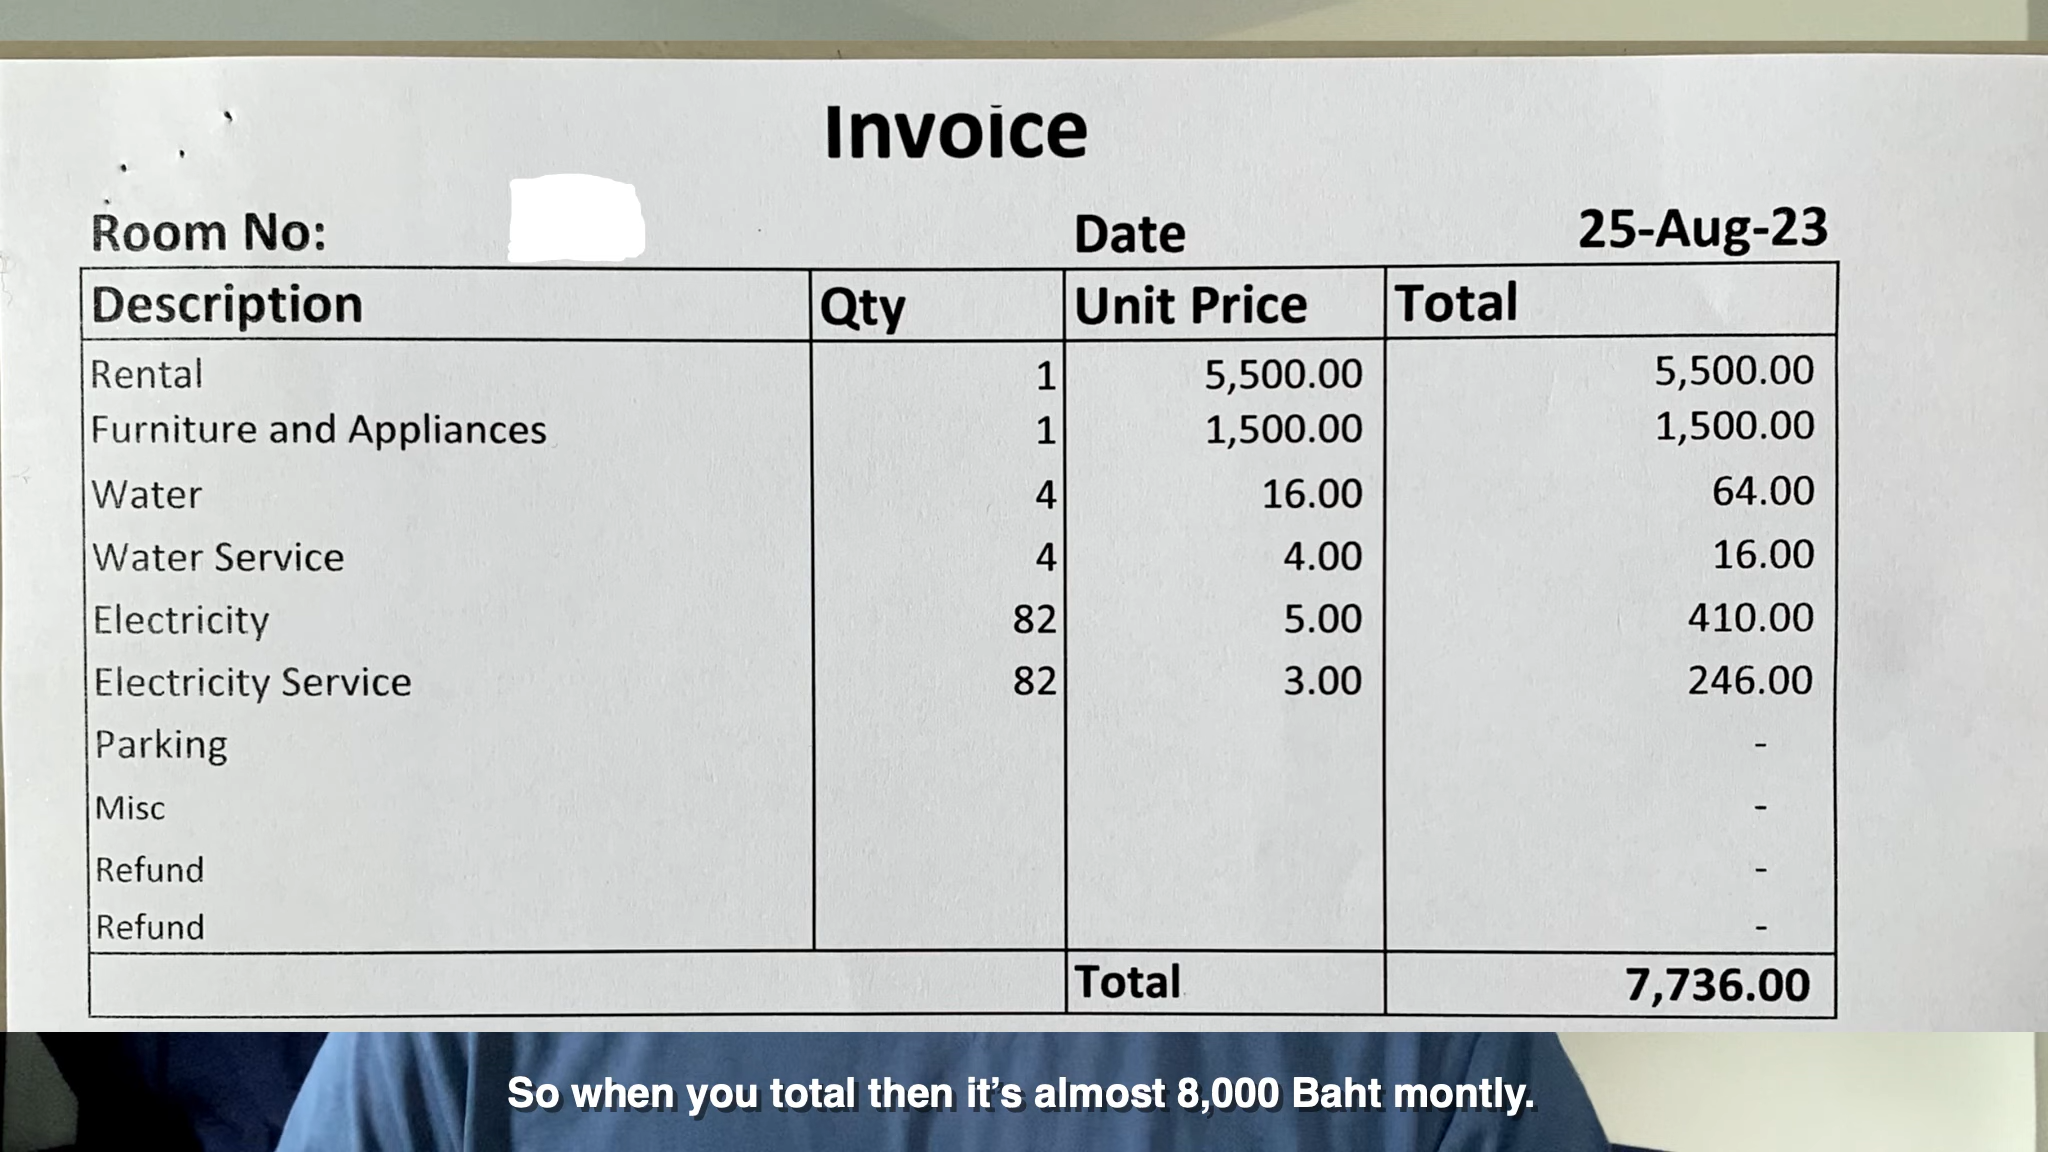 Invoice
Room No: Date 25-Aug-23
Description Qty Unit Price Total
Rental 1 5,500.00 5,500.00
Furniture and Appliances 1 1,500.00 1,500.00
Water 4 16.00 64.00
Water Service 4 4.00 16.00
Electricity 82 5.00 410.00
Electricity Service 82 3.00 246.00
Parking -
Misc -
Refund -
Refund -
Total 7,736.00
So when you total then it’s almost 8,000 Baht montly.